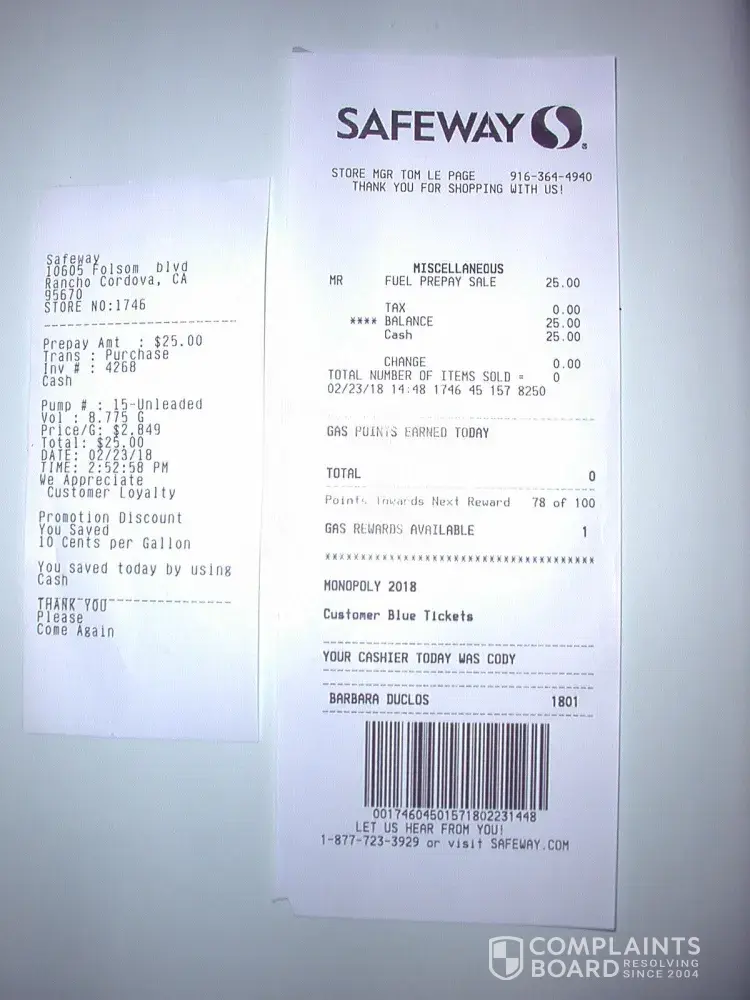 Safeway
10605 Folsom blvd
Rancho Cordova, CA
95670
STORE NO:1746
Prepay Amt : $25.00
Trans : Purchase
Inv # : 4268
Cash
Pump # : 15-Unleaded
Vol : 8.775 G
Price/G: $2.849
Total: $25.00
DATE: 02/23/18
TIME: 2:52:58 PM
We Appreciate
Customer Loyalty
Promotion Discount
You Saved
10 Cents per Gallon
You saved today by using
Cash
THANK YOU
Please
Come Again
SAFEWAY
STORE MGR TOM LE PAGE 916-364-4940
THANK YOU FOR SHOPPING WITH US!
MISCELLANEOUS
MR FUEL PREPAY SALE 25.00
TAX 0.00
**** BALANCE 25.00
Cash 25.00
CHANGE 0.00
TOTAL NUMBER OF ITEMS SOLD = 0
02/23/18 14:48 1746 45 157 8250
GAS POINTS EARNED TODAY
TOTAL 0
Points Towards Next Reward 78 of 100
GAS REWARDS AVAILABLE 1
MONOPOLY 2018
Customer Blue Tickets
YOUR CASHIER TODAY WAS CODY
BARBARA DUCLOS 1801
00174604501571802231448
LET US HEAR FROM YOU!
1-877-723-3929 or visit SAFEWAY.COM
COMPLAINTS
BOARD RESOLVING
SINCE 2004